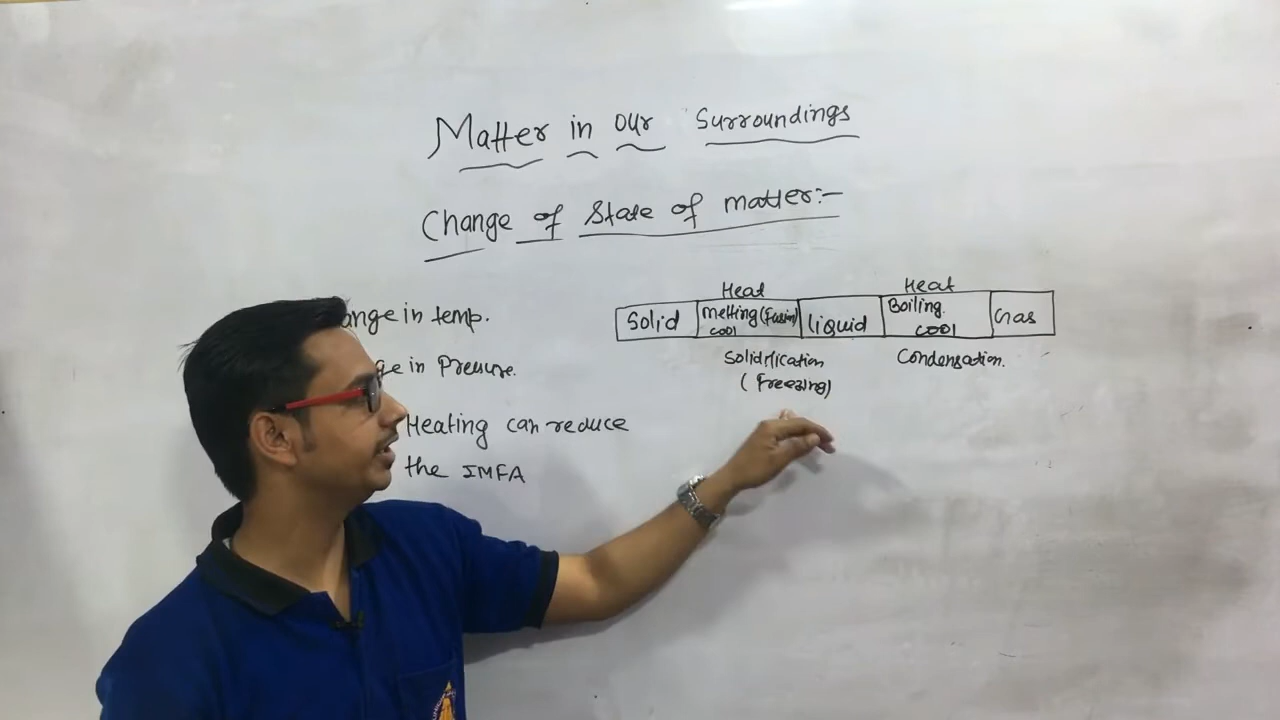 Matter in our Surroundings
Change of State of matter:-
ange in temp.
ge in Pressure.
Heating can reduce
the IMFA
Heat
Heat
Solid
melting (fusion)
cool
liquid
Boiling.
cool
Gas
Solidification
(freezing)
Condensation.